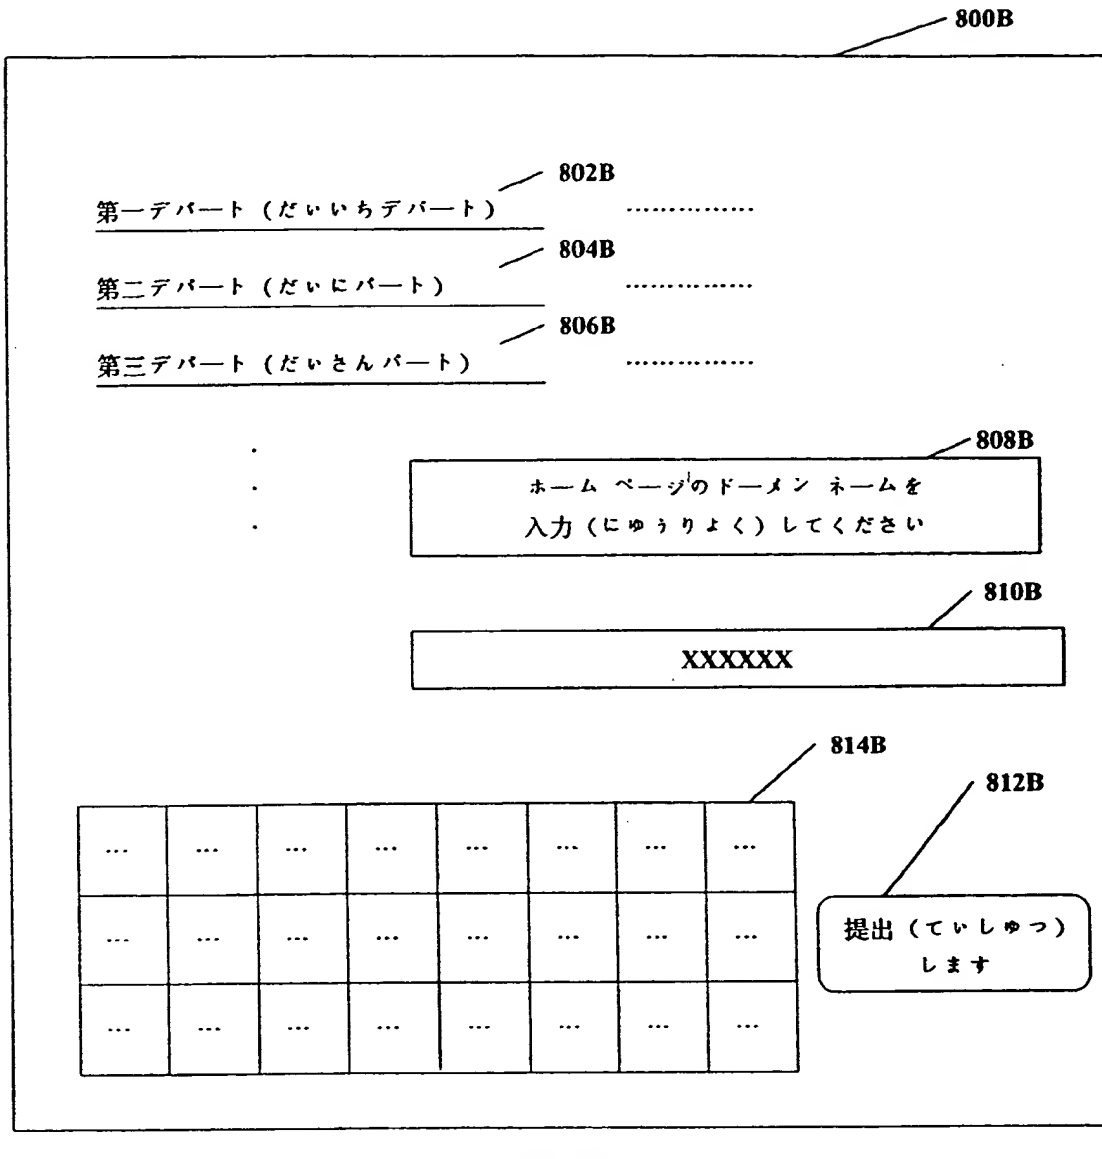 800B
802B
第一デパート (だぃいちデパート) ……………
804B
第二デパート (だぃにパート) ……………
806B
第三デパート (だぃさんパート) ……………
.
.
.
808B
ホーム ページのドーメン ネームを
入力 (にゅうりょく) してください
810B
XXXXXX
814B
812B
... ... ... ... ... ... ... ...
... ... ... ... ... ... ... ...
提出 (てぃしゅつ)
します
... ... ... ... ... ... ... ...